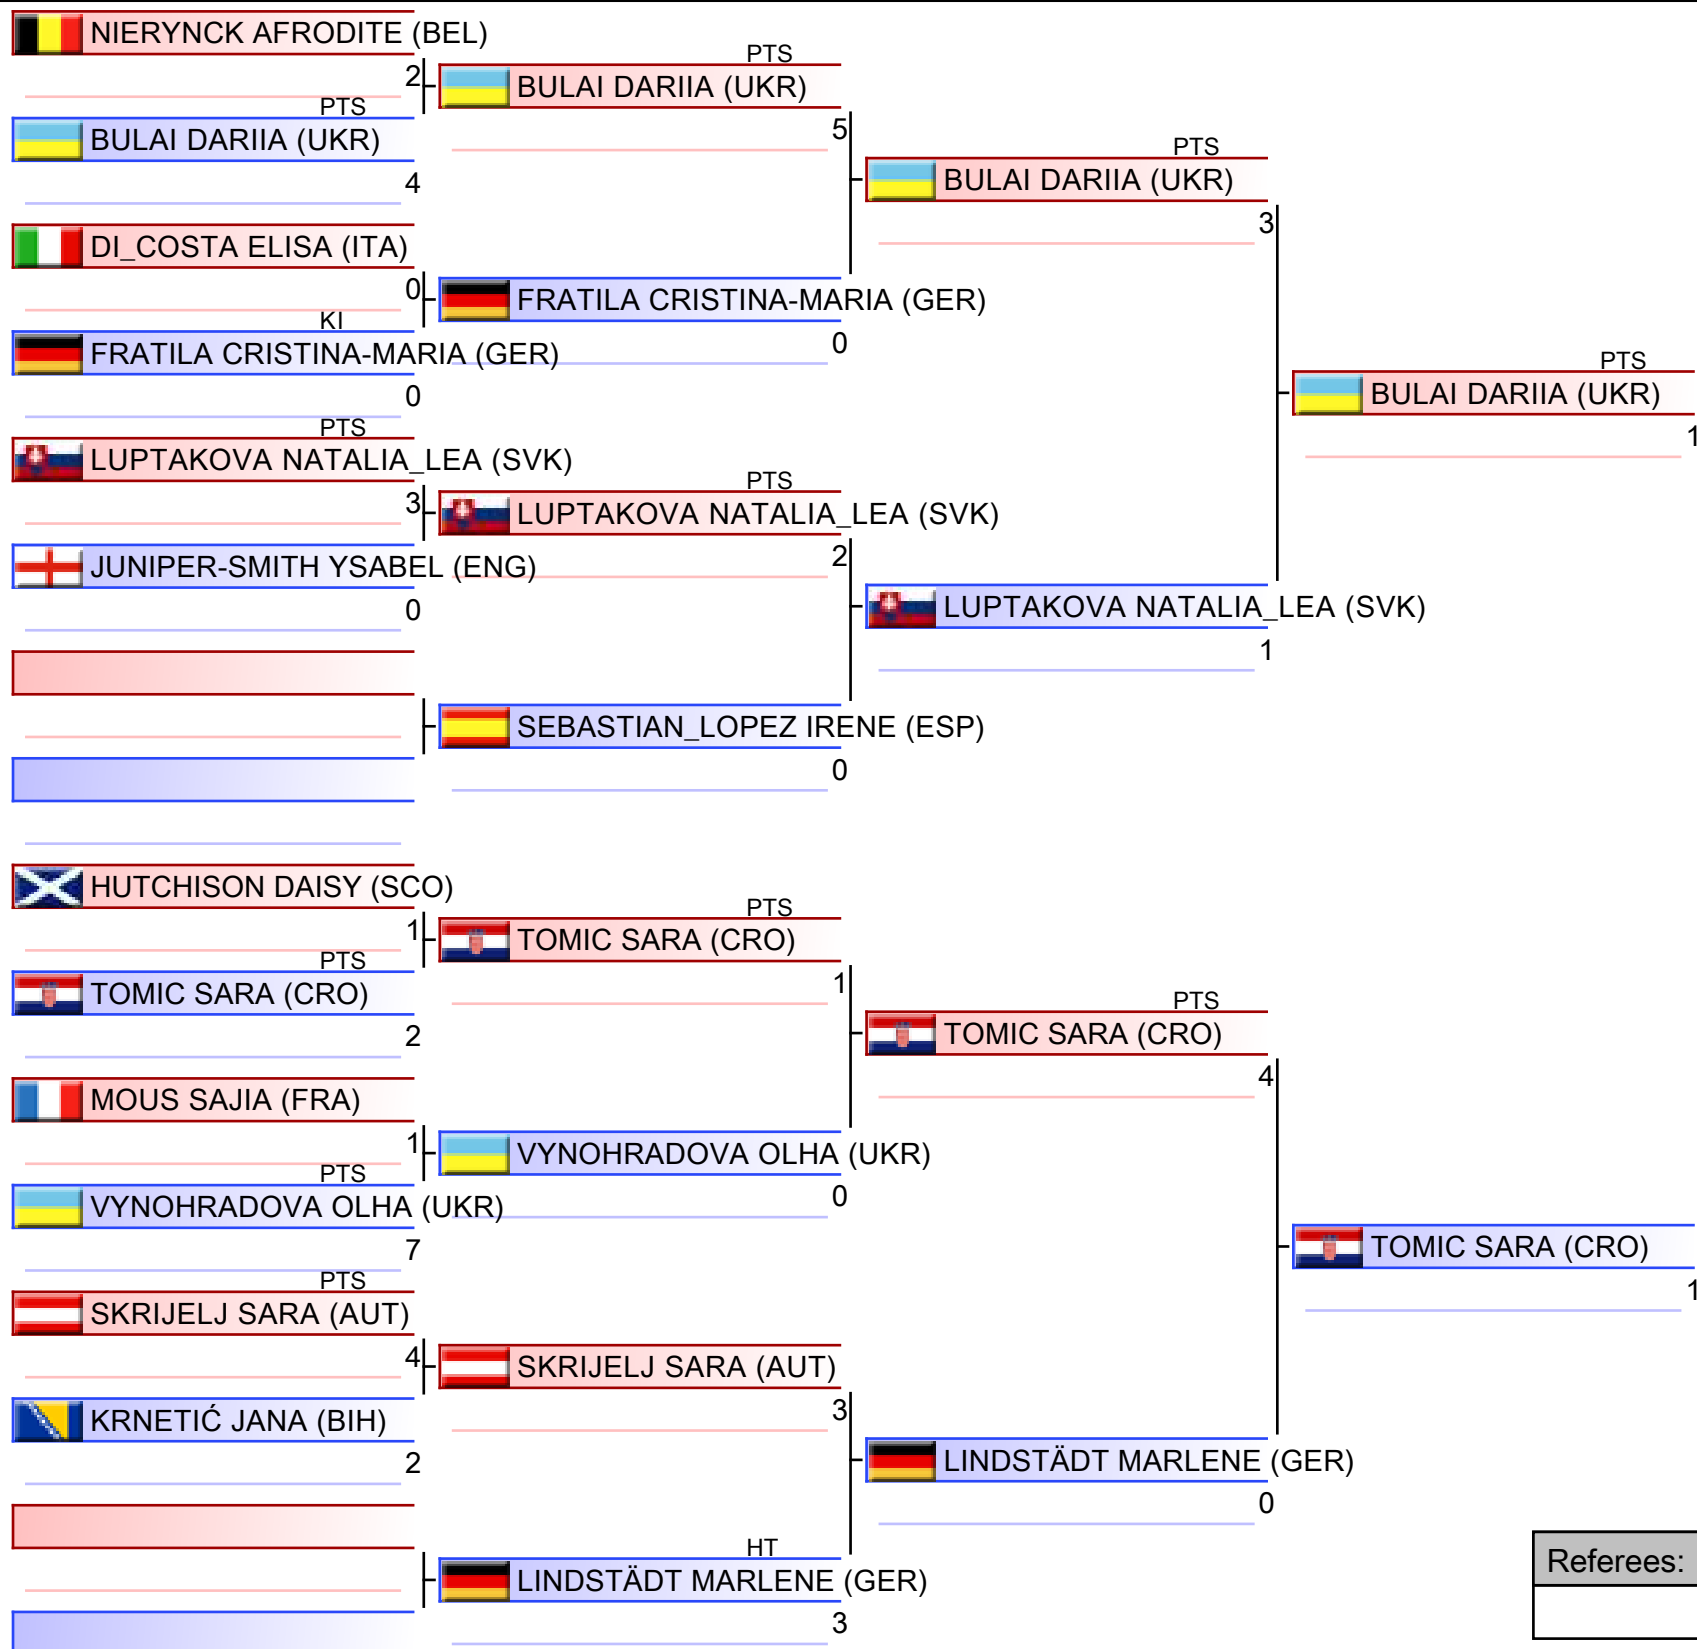 NIERYNCK AFRODITE (BEL)
2
PTS
BULAI DARIIA (UKR)
4
DI_COSTA ELISA (ITA)
0
KI
FRATILA CRISTINA-MARIA (GER)
0
PTS
LUPTAKOVA NATALIA_LEA (SVK)
3
JUNIPER-SMITH YSABEL (ENG)
0
HUTCHISON DAISY (SCO)
1
PTS
TOMIC SARA (CRO)
2
MOUS SAJIA (FRA)
1
PTS
VYNOHRADOVA OLHA (UKR)
7
PTS
SKRIJELJ SARA (AUT)
4
KRNETIĆ JANA (BIH)
2
PTS
BULAI DARIIA (UKR)
5
FRATILA CRISTINA-MARIA (GER)
0
PTS
LUPTAKOVA NATALIA_LEA (SVK)
2
SEBASTIAN_LOPEZ IRENE (ESP)
0
PTS
TOMIC SARA (CRO)
1
VYNOHRADOVA OLHA (UKR)
0
SKRIJELJ SARA (AUT)
3
HT
LINDSTÄDT MARLENE (GER)
3
PTS
BULAI DARIIA (UKR)
3
LUPTAKOVA NATALIA_LEA (SVK)
1
PTS
TOMIC SARA (CRO)
4
LINDSTÄDT MARLENE (GER)
0
PTS
BULAI DARIIA (UKR)
1
TOMIC SARA (CRO)
1
Referees: